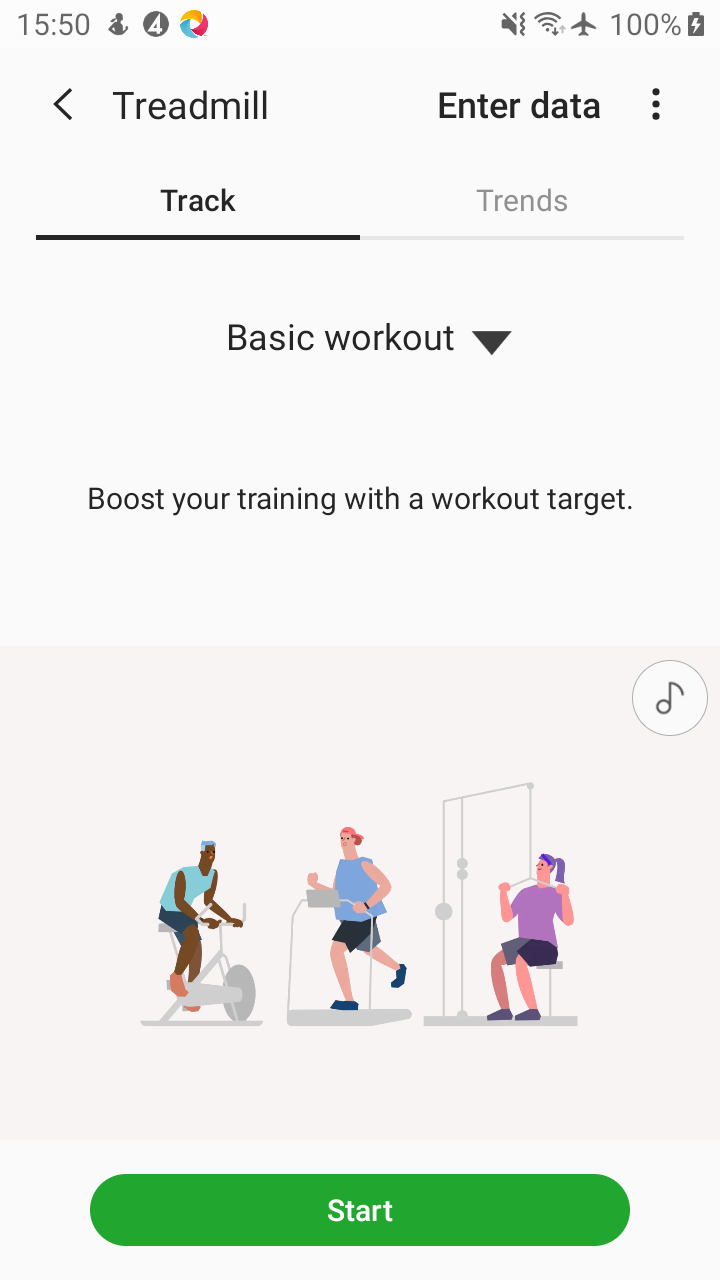 15:50
100%
Treadmill
Enter data
Track
Trends
Basic workout
Boost your training with a workout target.
Start